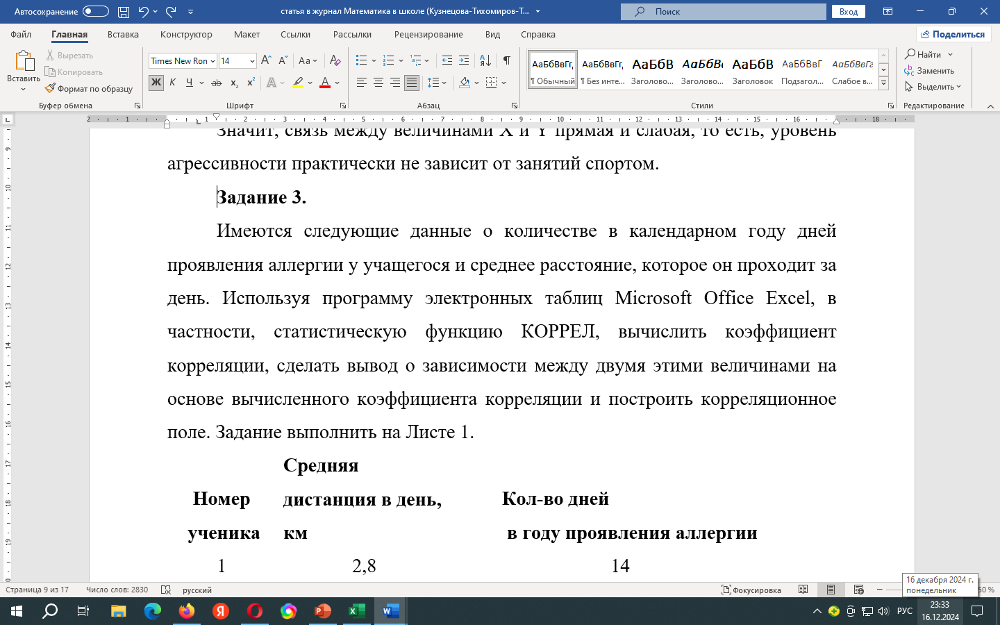 Автосохранение
статья в журнал Математика в школе (Кузнецова-Тихомиров-Т...
Поиск
Вход
Файл Главная Вставка Конструктор Макет Ссылки Рассылки Рецензирование Вид Справка
Поделиться
Вставить
Вырезать
Копировать
Формат по образцу
Буфер обмена
Times New Ron 14
Aa
Ж К Ч ab x₂ x²
Шрифт
Абзац
АаБбВвГг, АаБбВвГг, АаБбВ АаБбВв АаБбВ АаБбВвГ АаБбВвГг
¶ Обычный ¶ Без инте... Заголово... Заголово... Заголовок Подзагол... Слабое в...
Стили
Найти
Заменить
Выделить
Редактирование
2 1 1 2 3 4 5 6 7 8 9 10 11 12 13 14 15 16 18
9
10
11
12
13
14
15
16
17
18
19
Значит, связь между величинами X и Y прямая и слабая, то есть, уровень
агрессивности практически не зависит от занятий спортом.
Задание 3.
Имеются следующие данные о количестве в календарном году дней
проявления аллергии у учащегося и среднее расстояние, которое он проходит за
день. Используя программу электронных таблиц Microsoft Office Excel, в
частности, статистическую функцию КОРРЕЛ, вычислить коэффициент
корреляции, сделать вывод о зависимости между двумя этими величинами на
основе вычисленного коэффициента корреляции и построить корреляционное
поле. Задание выполнить на Листе 1.
Средняя
Номер дистанция в день, Кол-во дней
ученика км в году проявления аллергии
1 2,8 14
Страница 9 из 17 Число слов: 2830 русский
Фокусировка
50 %
16 декабря 2024 г.
понедельник
РУС
23:33
16.12.2024